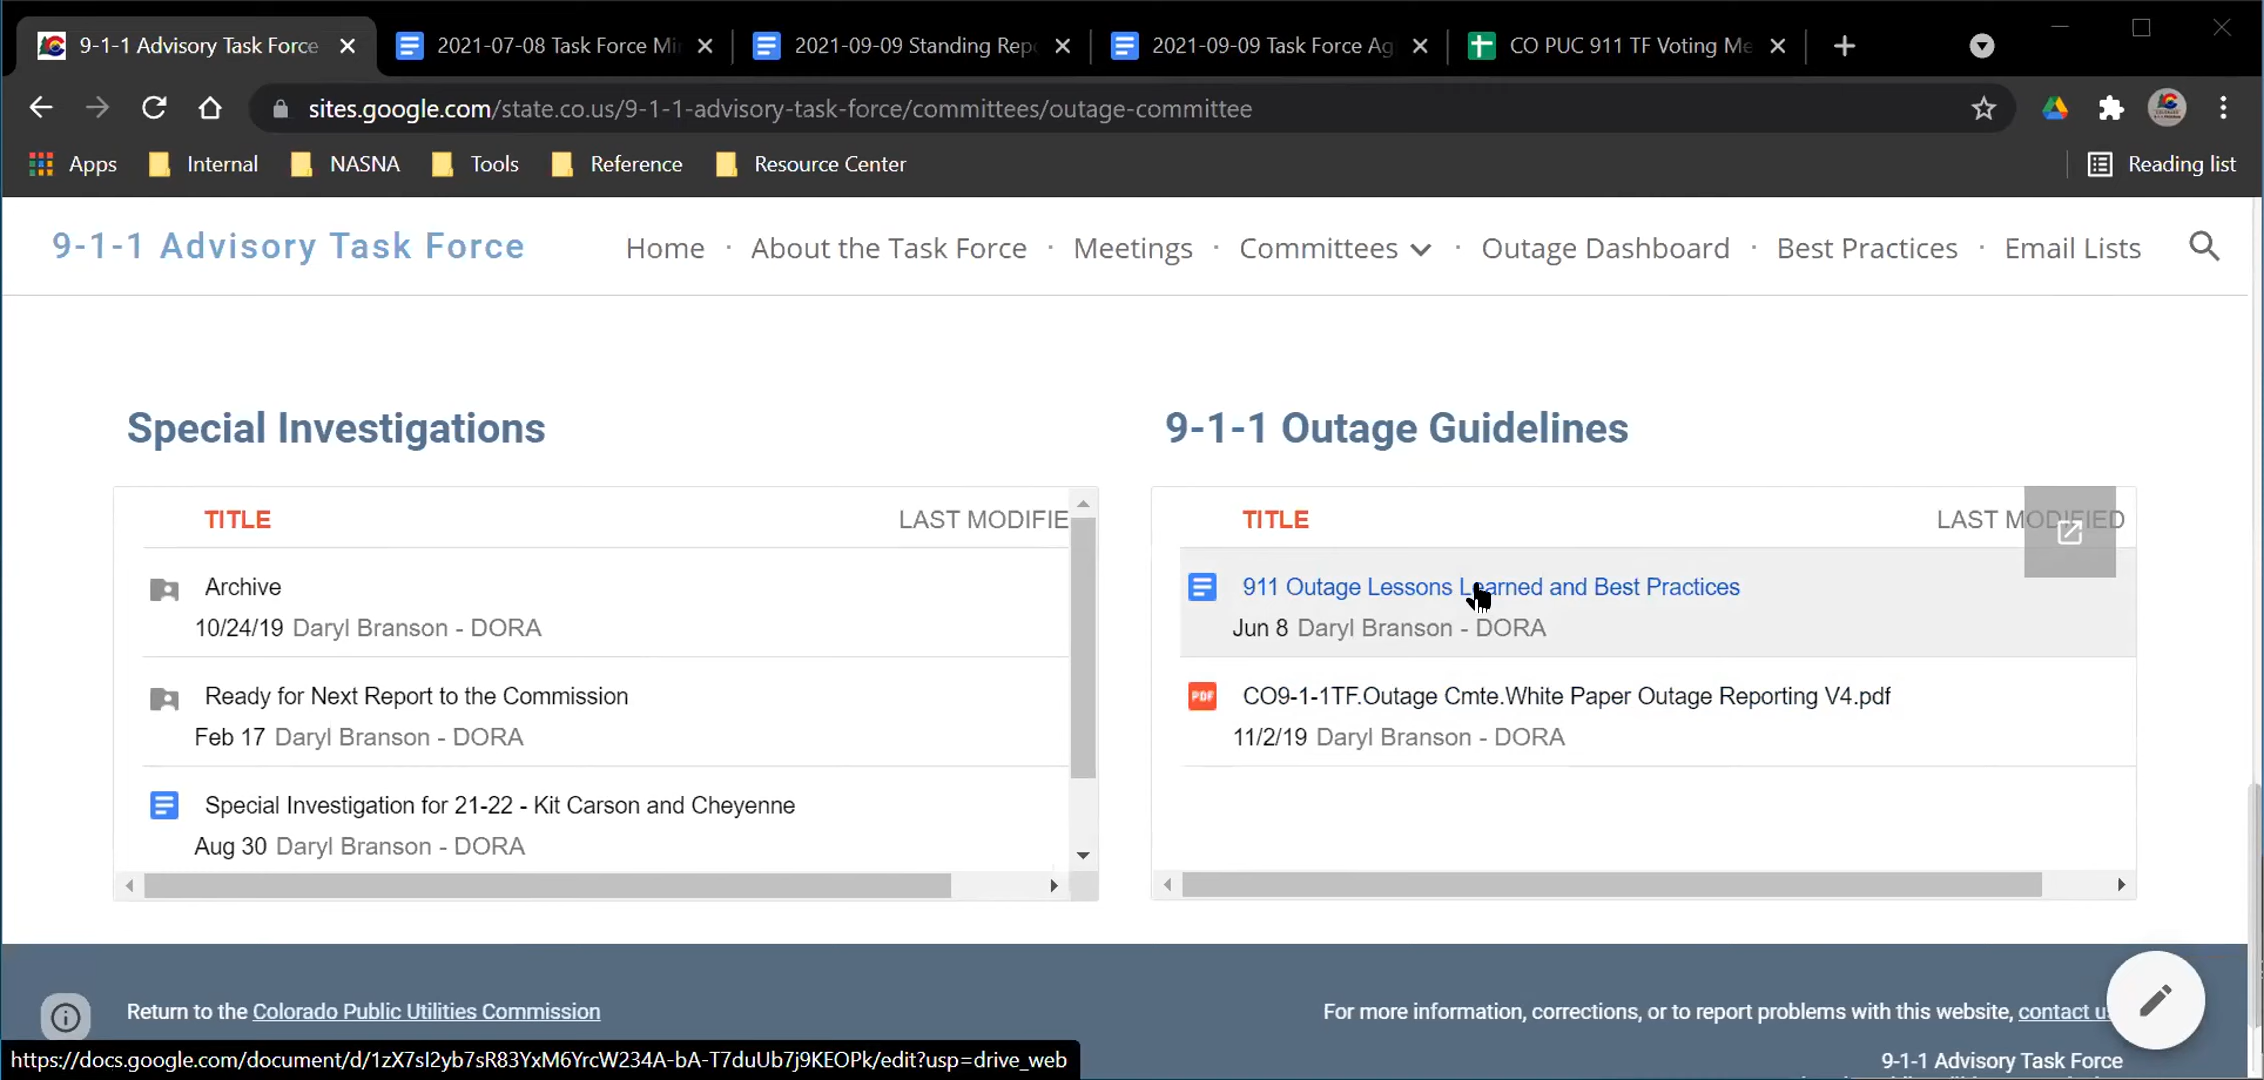 9-1-1 Advisory Task Force
2021-07-08 Task Force Mi
2021-09-09 Standing Rep
2021-09-09 Task Force Ag
CO PUC 911 TF Voting Me
sites.google.com/state.co.us/9-1-1-advisory-task-force/committees/outage-committee
Apps Internal NASNA Tools Reference Resource Center Reading list
9-1-1 Advisory Task Force
Home · About the Task Force · Meetings · Committees · Outage Dashboard · Best Practices · Email Lists
Special Investigations
TITLE LAST MODIFIE
Archive
10/24/19 Daryl Branson - DORA
Ready for Next Report to the Commission
Feb 17 Daryl Branson - DORA
Special Investigation for 21-22 - Kit Carson and Cheyenne
Aug 30 Daryl Branson - DORA
9-1-1 Outage Guidelines
TITLE LAST MODIFIED
911 Outage Lessons Learned and Best Practices
Jun 8 Daryl Branson - DORA
PDF CO9-1-1TF.Outage Cmte.White Paper Outage Reporting V4.pdf
11/2/19 Daryl Branson - DORA
Return to the Colorado Public Utilities Commission
For more information, corrections, or to report problems with this website, contact u
https://docs.google.com/document/d/1zX7sI2yb7sR83YxM6YrcW234A-bA-T7duUb7j9KEOPk/edit?usp=drive_web
9-1-1 Advisory Task Force